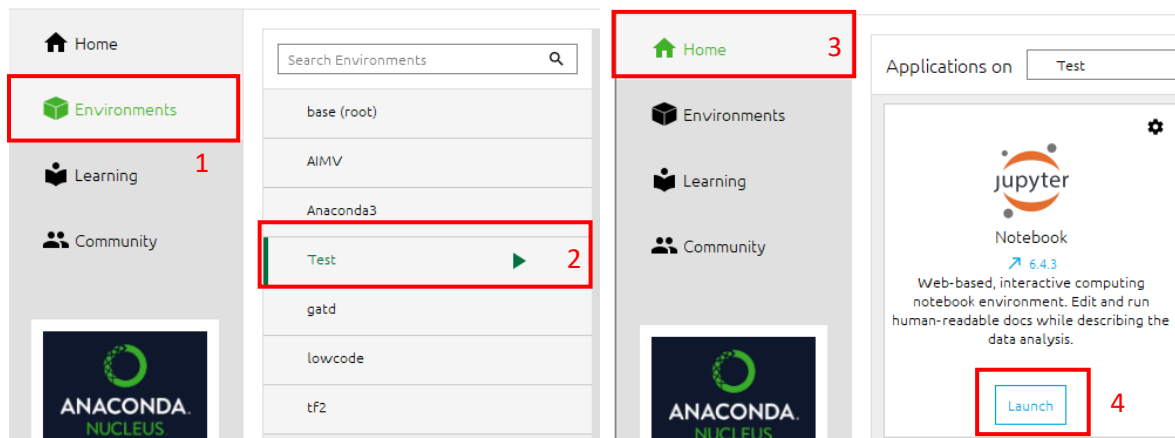 Home
Environments
1
Learning
Community
ANACONDA.
NUCLEUS
Search Environments
base (root)
AIMV
Anaconda3
Test
2
gatd
lowcode
tf2
Home
3
Environments
Learning
Community
ANACONDA.
NUCLEUS
Applications on Test
jupyter
Notebook
6.4.3
Web-based, interactive computing
notebook environment. Edit and run
human-readable docs while describing the
data analysis.
Launch
4